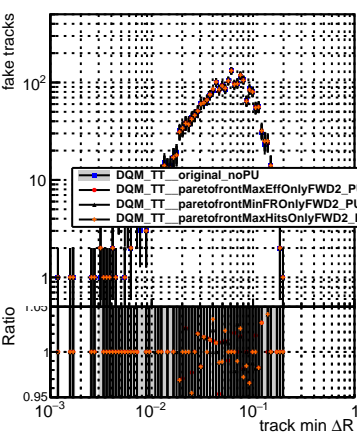 fake tracks
10²
10
1
DQM_TT__original_noPU
DQM_TT__paretofrontMaxEffOnlyFWD2_PU
DQM_TT__paretofrontMinFROnlyFWD2_PU
DQM_TT__paretofrontMaxHitsOnlyFWD2_
Ratio
1.05
1
0.95
10⁻³ 10⁻² 10⁻¹ 1
track min ΔR